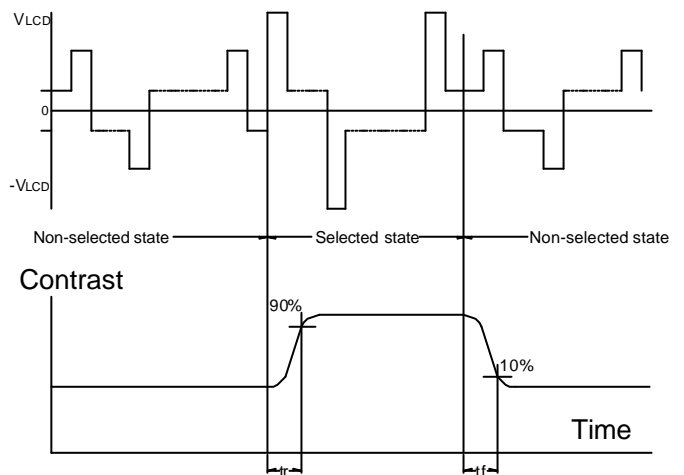 VLCD
0
-VLCD
Non-selected state Selected state Non-selected state
Contrast
90%
10%
Time
tr tf